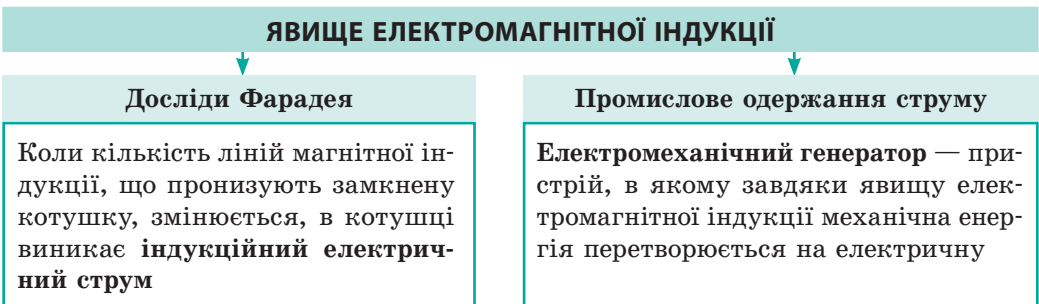 ЯВИЩЕ ЕЛЕКТРОМАГНІТНОЇ ІНДУКЦІЇ
Досліди Фарадея
Коли кількість ліній магнітної ін-
дукції, що пронизують замкнену
котушку, змінюється, в котушці
виникає індукційний електрич-
ний струм
Промислове одержання струму
Електромеханічний генератор — при-
стрій, в якому завдяки явищу елек-
тромагнітної індукції механічна енер-
гія перетворюється на електричну